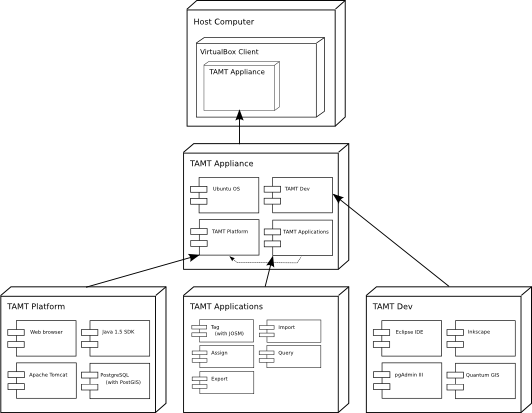 Host Computer
VirtualBox Client
TAMT Appliance
TAMT Appliance
Ubuntu OS
TAMT Dev
TAMT Platform
TAMT Applications
TAMT Platform
Web browser
Java 1.5 SDK
Apache Tomcat
PostgreSQL
(with PostGIS)
TAMT Applications
Tag
(with JOSM)
Import
Assign
Query
Export
TAMT Dev
Eclipse IDE
Inkscape
pgAdmin III
Quantum GIS